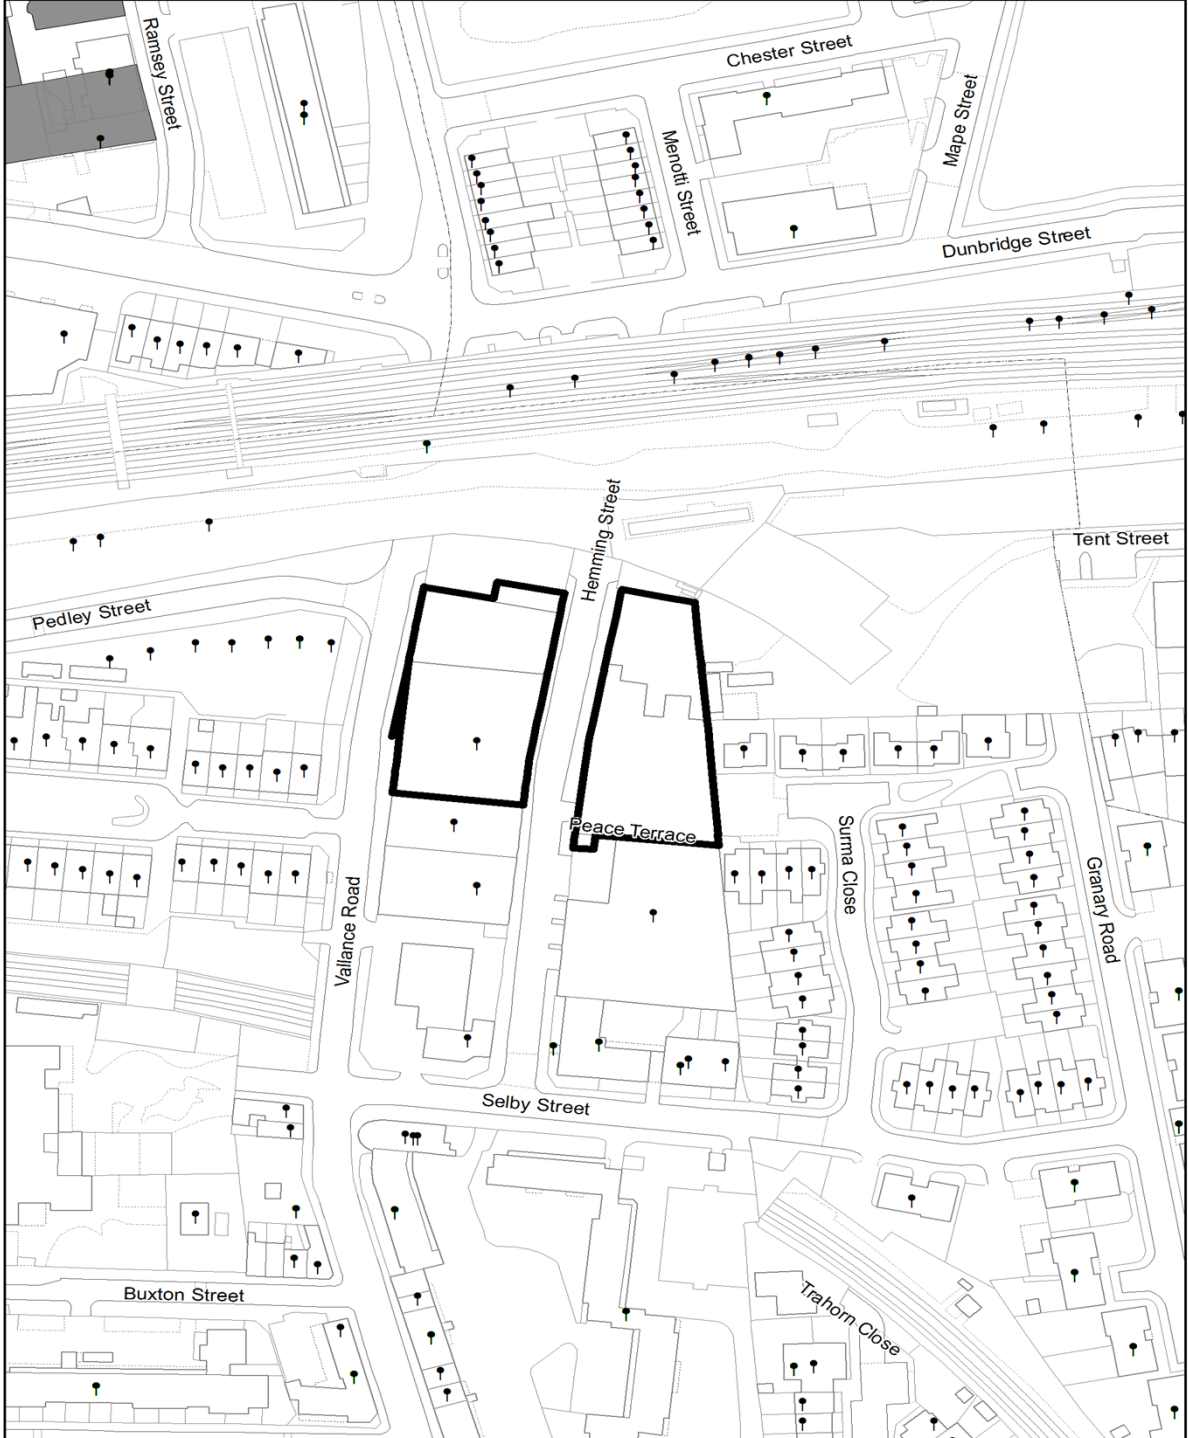 Ramsey Street
Chester Street
Menotti Street
Mape Street
Dunbridge Street
Hemming Street
Tent Street
Pedley Street
Peace Terrace
Surma Close
Granary Road
Vallance Road
Selby Street
Buxton Street
Trahorn Close